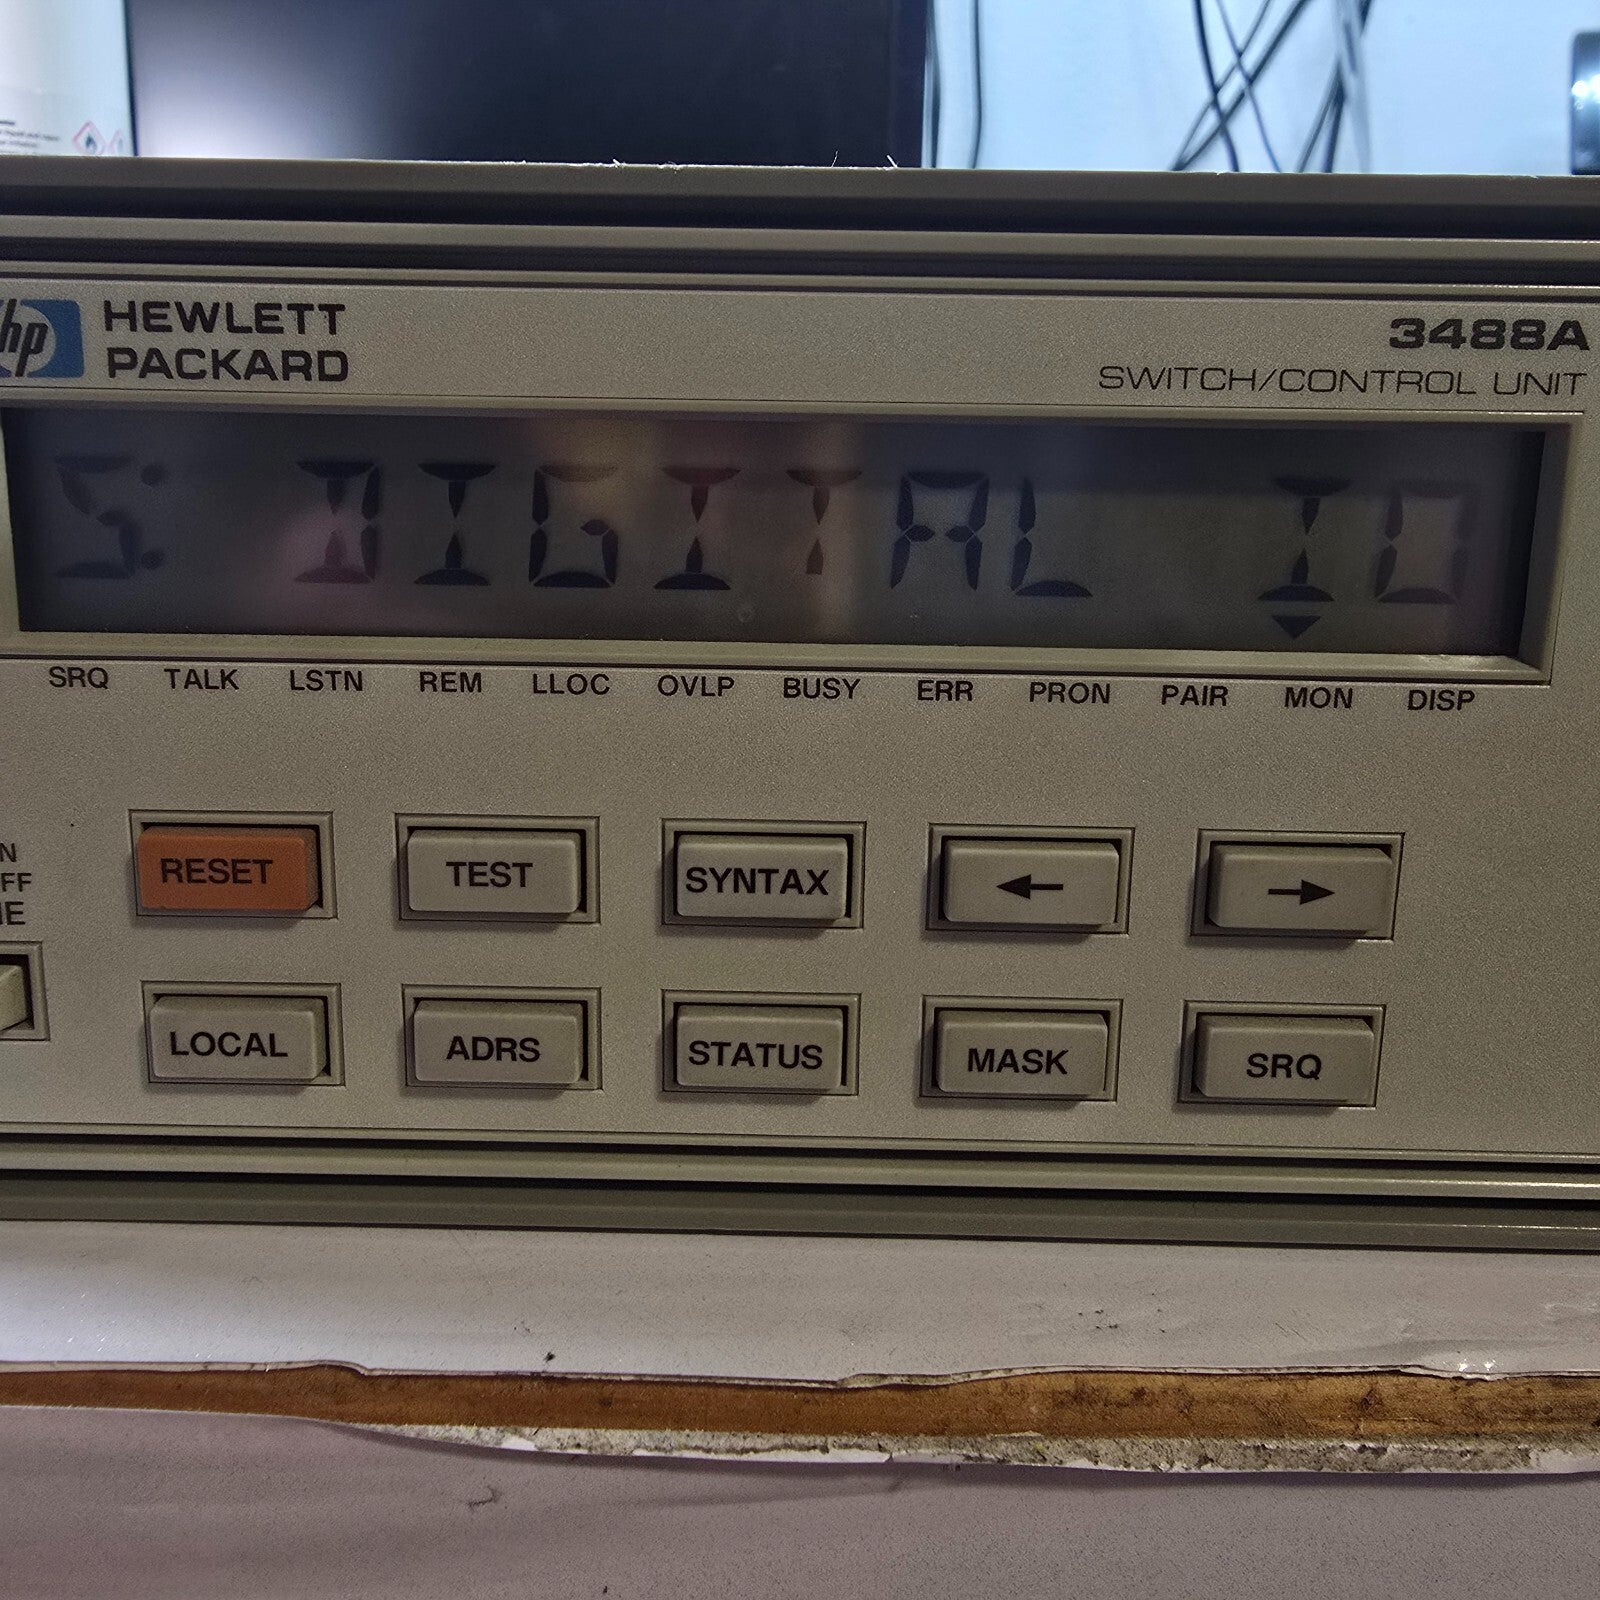 hp HEWLETT
PACKARD
3488A
SWITCH/CONTROL UNIT
5: DIGITAL IO
SRQ TALK LSTN REM LLOC OVLP BUSY ERR PRON PAIR MON DISP
RESET TEST SYNTAX ← →
LOCAL ADRS STATUS MASK SRQ